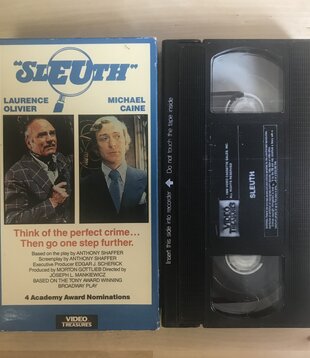 "SLEUTH"
LAURENCE OLIVIER
MICHAEL CAINE
Think of the perfect crime...
Then go one step further.
Based on the play by ANTHONY SHAFFER
Screenplay by ANTHONY SHAFFER
Executive Producer EDGAR J. SCHERICK
Produced by MORTON GOTTLIEB Directed by
JOSEPH L. MANKIEWICZ
BASED ON THE TONY AWARD WINNING
BROADWAY PLAY
4 Academy Award Nominations
VIDEO
TREASURES
Insert this side into recorder
Do not touch the tape inside
VIDEO
TREASURES
SLEUTH